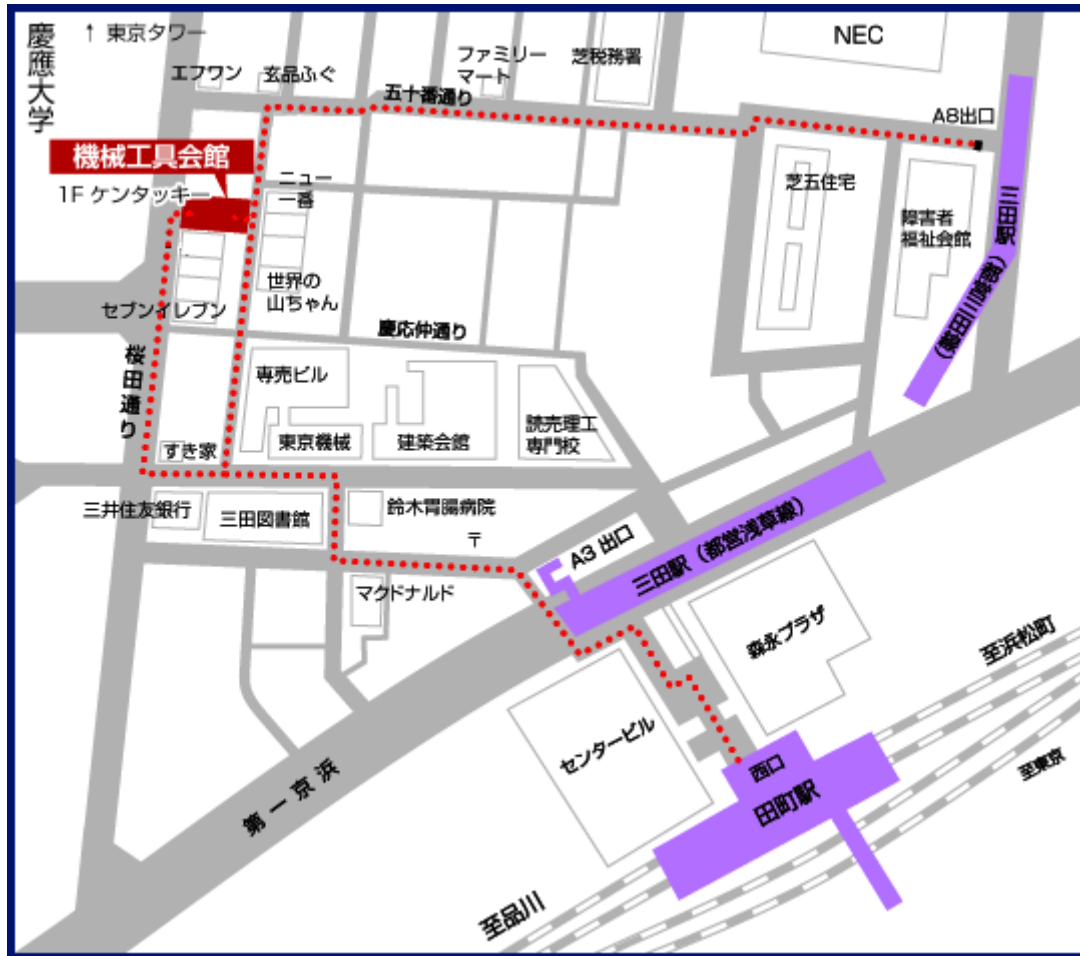 慶應大学
↑ 東京タワー
NEC
エフワン
玄品ふぐ
ファミリー
マート
芝税務署
五十番通り
A8出口
機械工具会館
1F ケンタッキー
ニュー
一番
芝五住宅
障害者
福祉会館
三田駅（都営三田線）
世界の
山ちゃん
セブンイレブン
慶応仲通り
桜田通り
専売ビル
東京機械
建築会館
読売理工
専門校
すき家
三井住友銀行
三田図書館
鈴木胃腸病院
〒
A3 出口
三田駅（都営浅草線）
マクドナルド
森永プラザ
至浜松町
センタービル
西口
田町駅
至東京
第一京浜
至品川